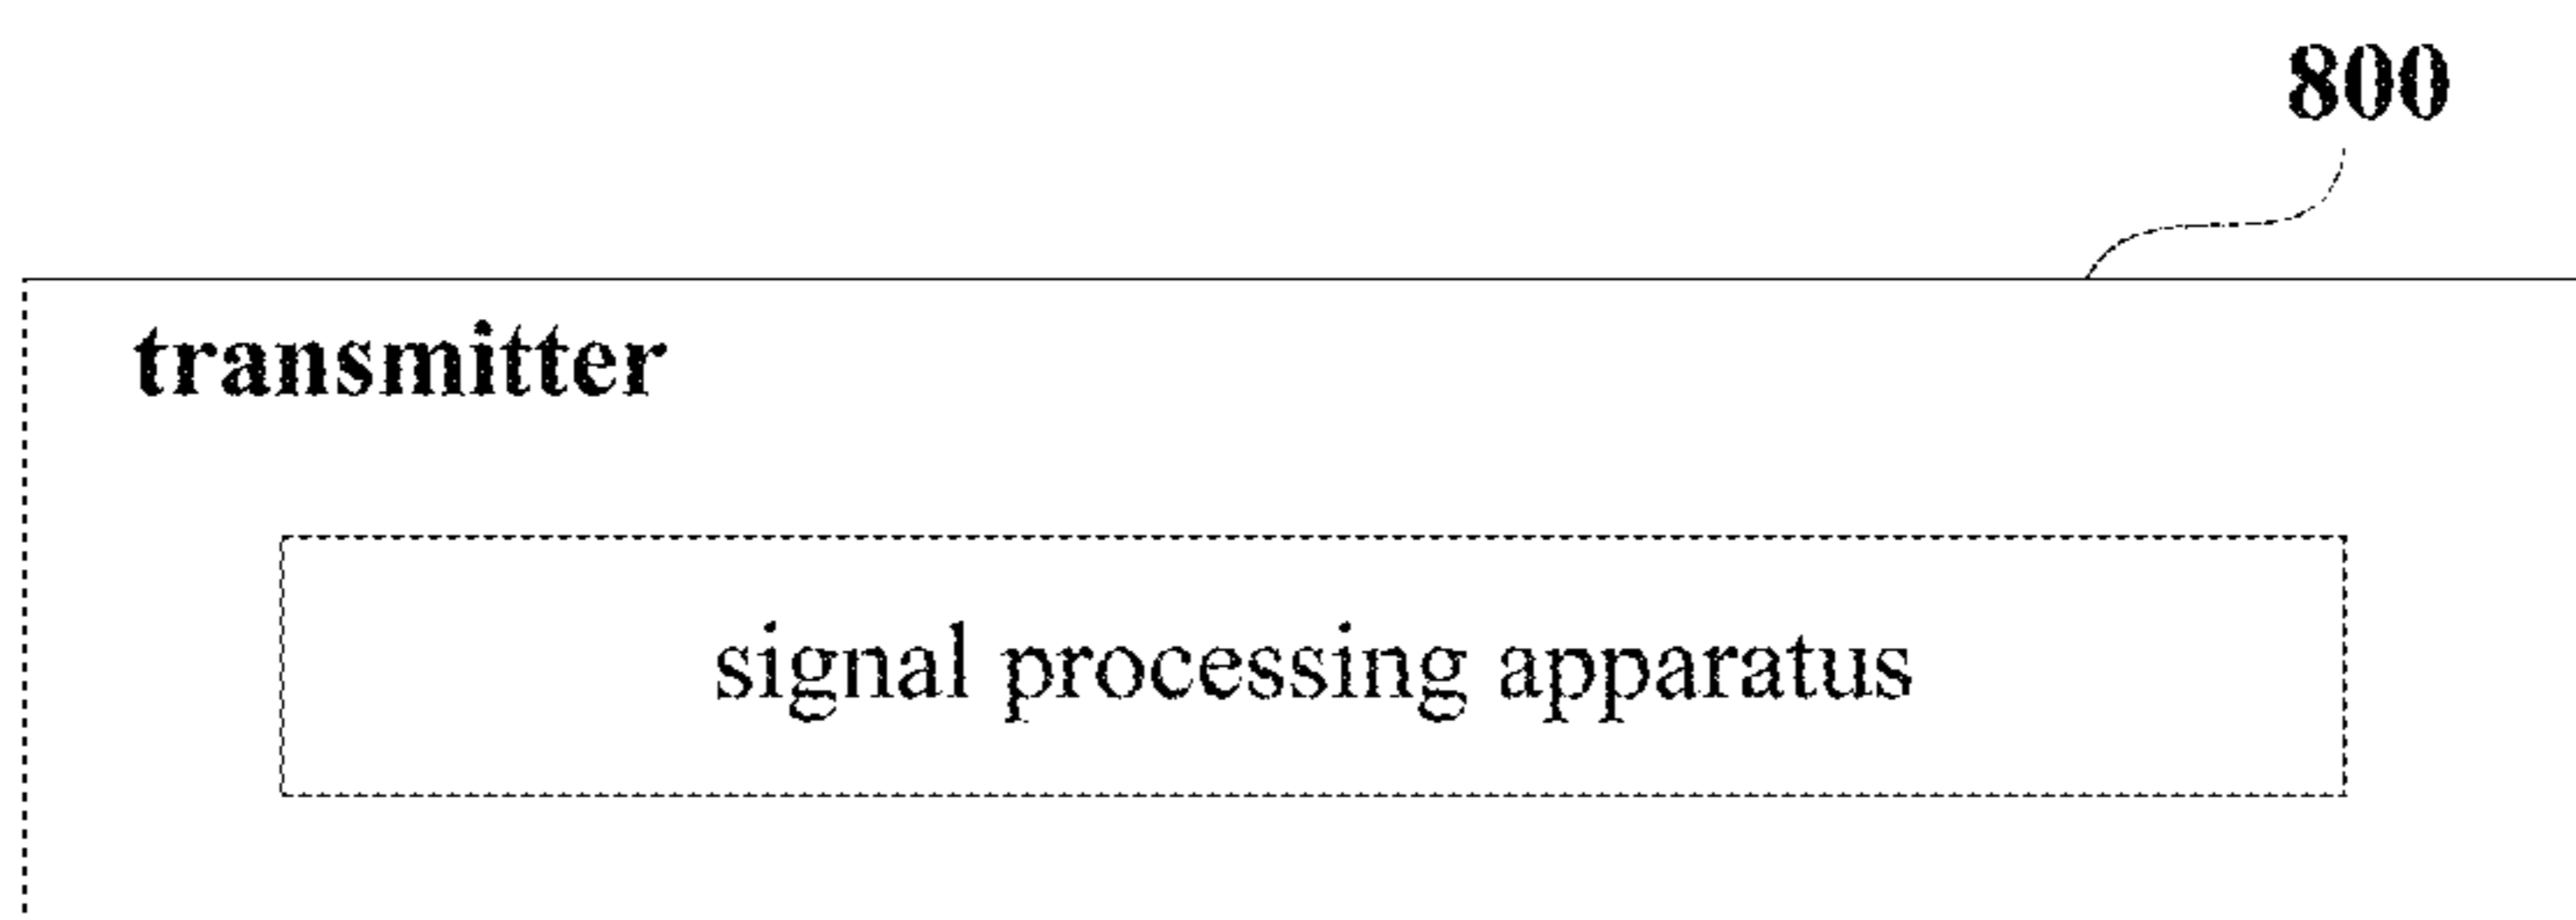 800
transmitter
signal processing apparatus